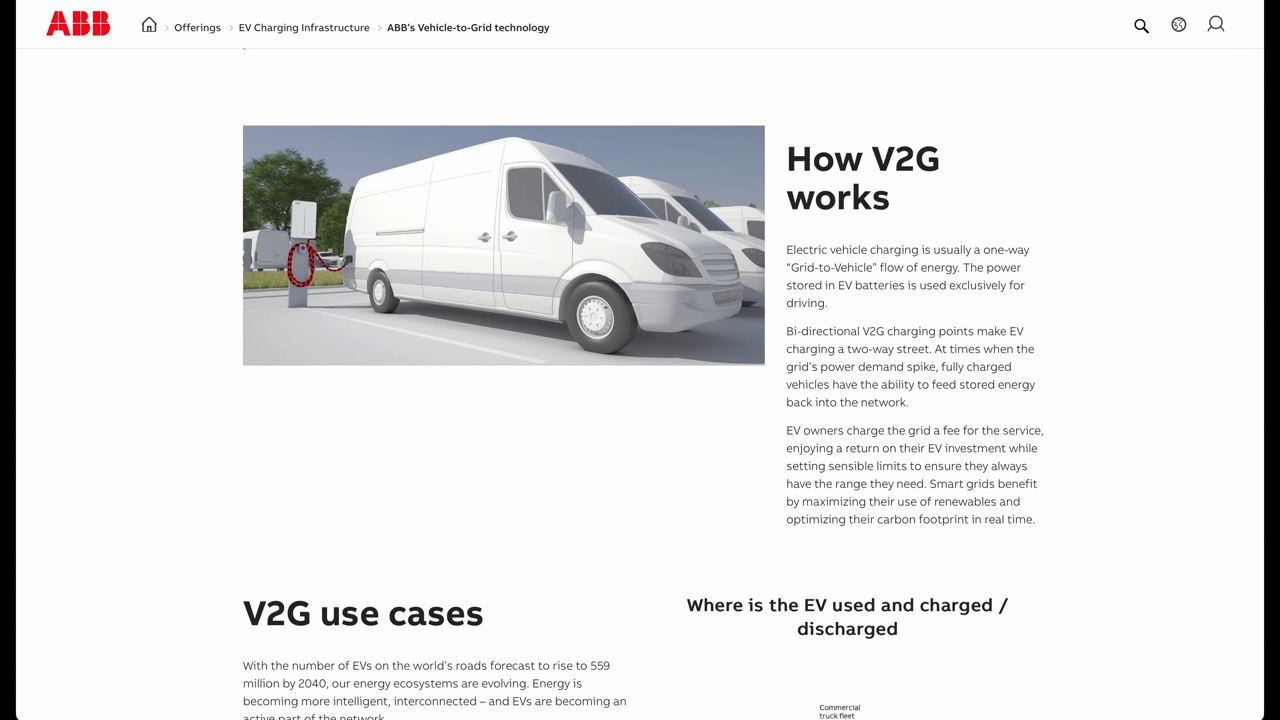 ABB
Offerings
EV Charging Infrastructure
ABB's Vehicle-to-Grid technology
How V2G
works
Electric vehicle charging is usually a one-way
“Grid-to-Vehicle” flow of energy. The power
stored in EV batteries is used exclusively for
driving.
Bi-directional V2G charging points make EV
charging a two-way street. At times when the
grid's power demand spike, fully charged
vehicles have the ability to feed stored energy
back into the network.
EV owners charge the grid a fee for the service,
enjoying a return on their EV investment while
setting sensible limits to ensure they always
have the range they need. Smart grids benefit
by maximizing their use of renewables and
optimizing their carbon footprint in real time.
V2G use cases
With the number of EVs on the world's roads forecast to rise to 559
million by 2040, our energy ecosystems are evolving. Energy is
becoming more intelligent, interconnected – and EVs are becoming an
active part of the network.
Where is the EV used and charged /
discharged
Commercial
truck fleet